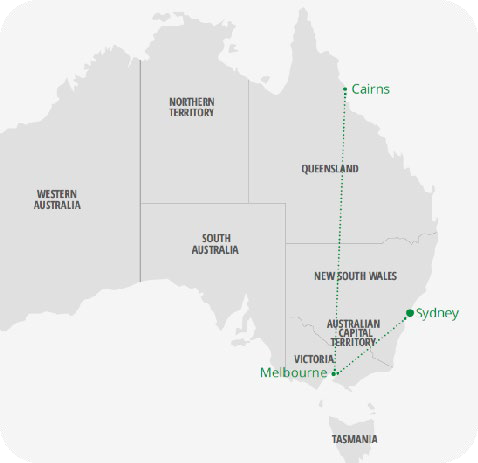 Cairns
NORTHERN
TERRITORY
QUEENSLAND
WESTERN
AUSTRALIA
SOUTH
AUSTRALIA
NEW SOUTH WALES
Sydney
AUSTRALIAN
CAPITAL
TERRITORY
VICTORIA
Melbourne
TASMANIA